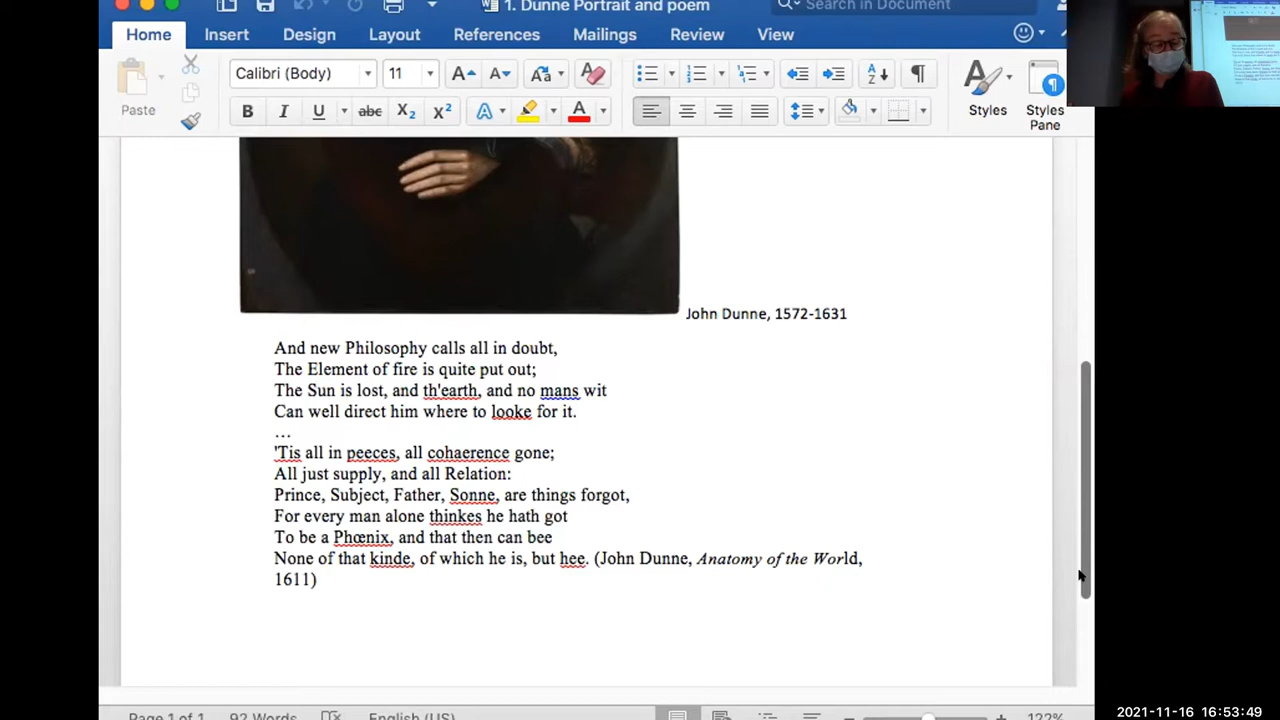 1. Dunne Portrait and poem
Search in Document
Home Insert Design Layout References Mailings Review View
Paste
Calibri (Body) 11
Styles
Styles Pane
John Dunne, 1572-1631
And new Philosophy calls all in doubt,
The Element of fire is quite put out;
The Sun is lost, and th'earth, and no mans wit
Can well direct him where to looke for it.
…
'Tis all in peeces, all cohaerence gone;
All just supply, and all Relation:
Prince, Subject, Father, Sonne, are things forgot,
For every man alone thinkes he hath got
To be a Phœnix, and that then can bee
None of that kinde, of which he is, but hee. (John Dunne, Anatomy of the World,
1611)
Page 1 of 1 92 Words English (US) 122%
2021-11-16 16:53:49